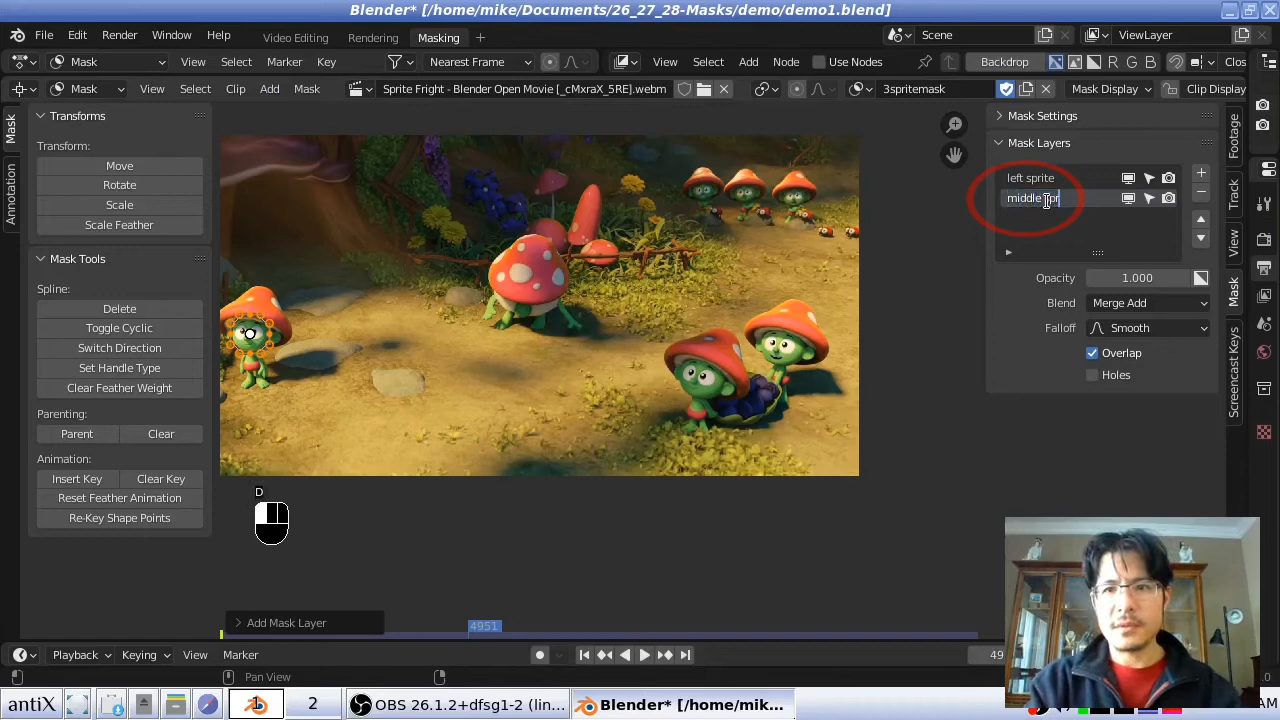 Blender* [/home/mike/Documents/26_27_28-Masks/demo/demo1.blend]
File Edit Render Window Help Video Editing Rendering Masking + Scene ViewLayer
Mask View Select Marker Key Nearest Frame View Select Add Node Use Nodes Backdrop R G B Clos
Mask View Select Clip Add Sprite Fright - Blender Open Movie [_cMxraX_5RE].webm 3spritemask Mask Display Clip Display
Mask
Annotation
Transforms
Transform:
Move
Rotate
Scale
Scale Feather
Mask Tools
Spline:
Delete
Toggle Cyclic
Switch Direction
Set Handle Type
Clear Feather Weight
Parenting:
Parent Clear
Animation:
Insert Key Clear Key
Reset Feather Animation
Re-Key Shape Points
D
Add Mask Layer
4951
Mask Settings
Mask Layers
left sprite
middle spr
Opacity 1.000
Blend Merge Add
Falloff Smooth
Overlap
Holes
Footage
Track
View
Mask
Screencast Keys
Playback Keying View Marker 49
Pan View
antiX 1 2 OBS 26.1.2+dfsg1-2 (lin... Blender* [/home/mik...